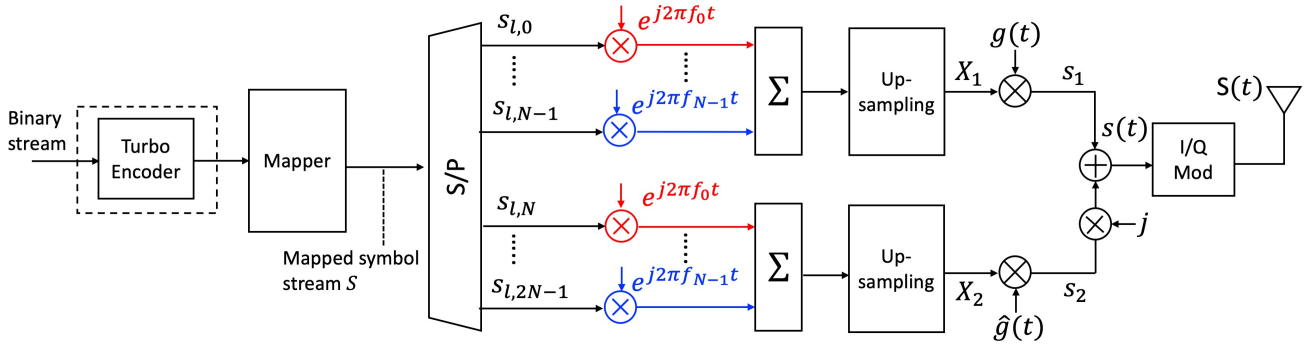 Binary
stream
Turbo
Encoder
Mapper
Mapped symbol
stream S
S/P
s_{l,0}
e^{j2πf_0t}
s_{l,N−1}
e^{j2πf_{N−1}t}
s_{l,N}
e^{j2πf_0t}
s_{l,2N−1}
e^{j2πf_{N−1}t}
Σ
Σ
Up-
sampling
Up-
sampling
X_1
g(t)
s_1
X_2
ĝ(t)
s_2
j
s(t)
I/Q
Mod
S(t)